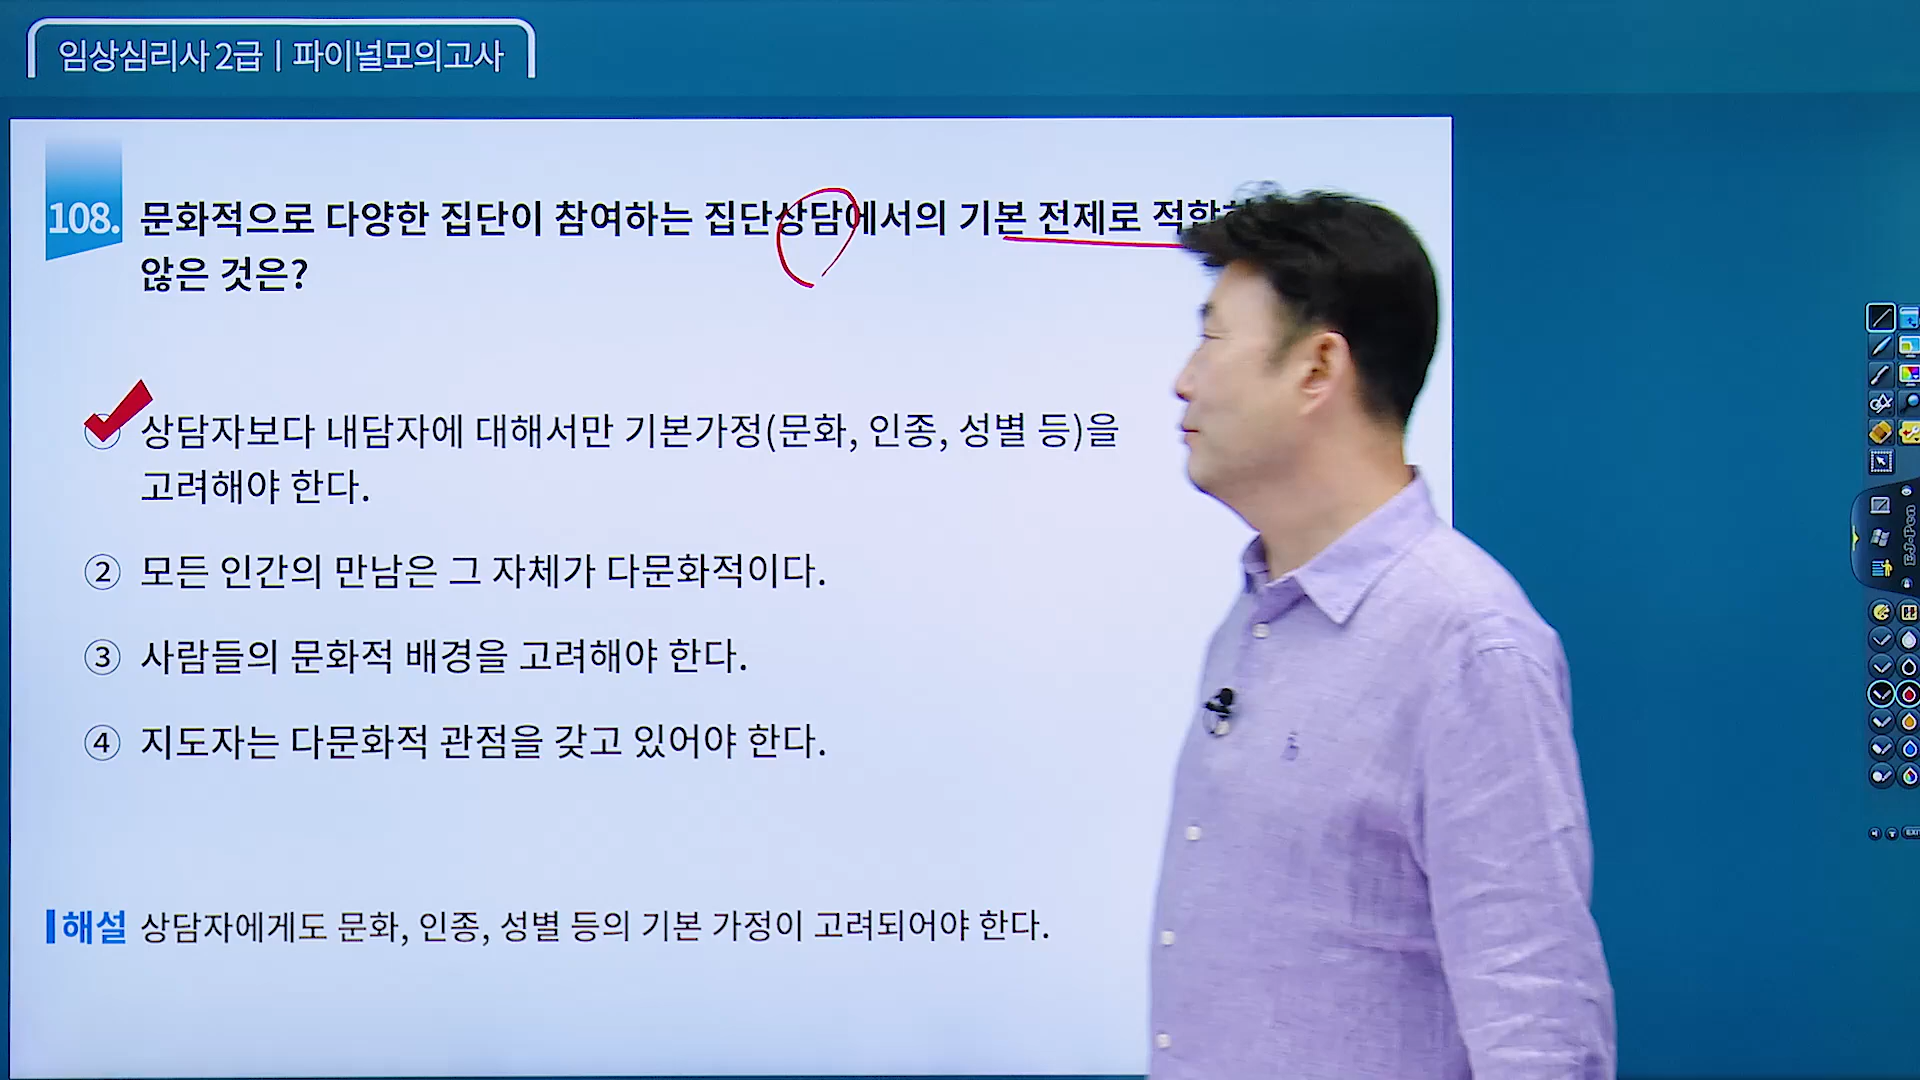 임상심리사 2급 | 파이널모의고사
108. 문화적으로 다양한 집단이 참여하는 집단상담에서의 기본 전제로
않은 것은?
상담자보다 내담자에 대해서만 기본가정(문화, 인종, 성별 등)을
고려해야 한다.
② 모든 인간의 만남은 그 자체가 다문화적이다.
③ 사람들의 문화적 배경을 고려해야 한다.
④ 지도자는 다문화적 관점을 갖고 있어야 한다.
해설 상담자에게도 문화, 인종, 성별 등의 기본 가정이 고려되어야 한다.
EJ-Pen